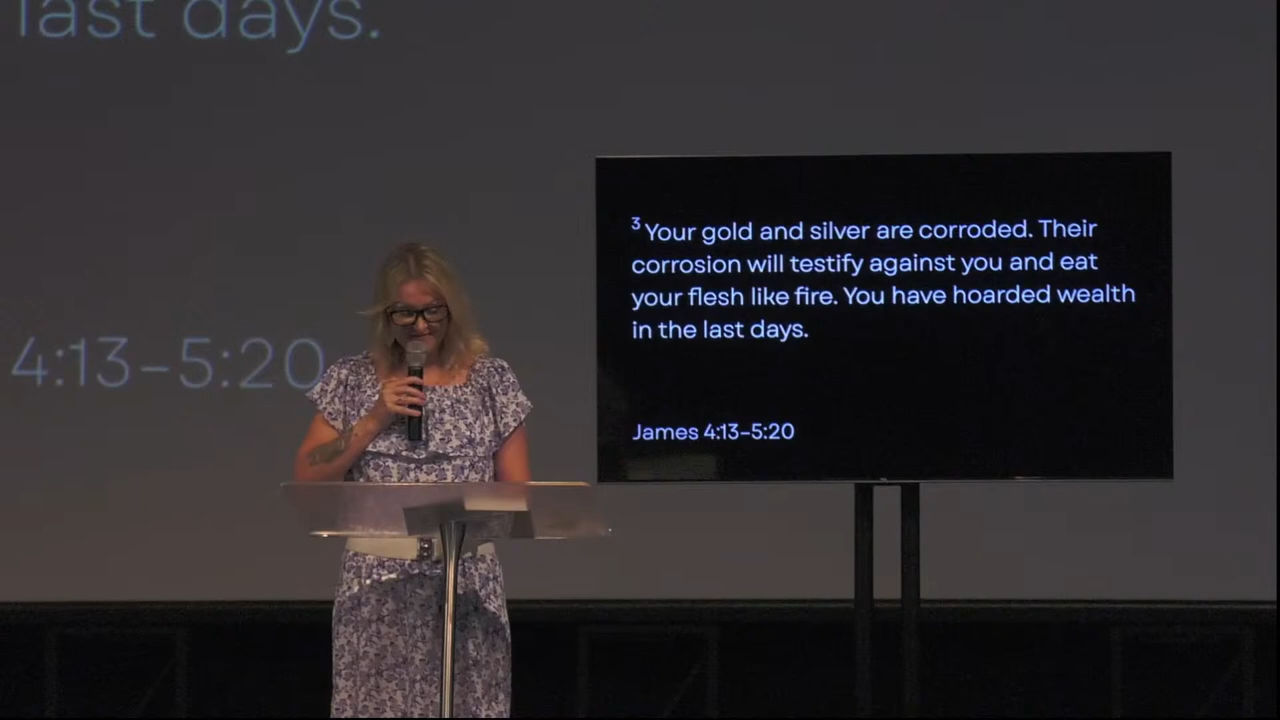 last days.
4:13–5:20
³ Your gold and silver are corroded. Their
corrosion will testify against you and eat
your flesh like fire. You have hoarded wealth
in the last days.
James 4:13–5:20